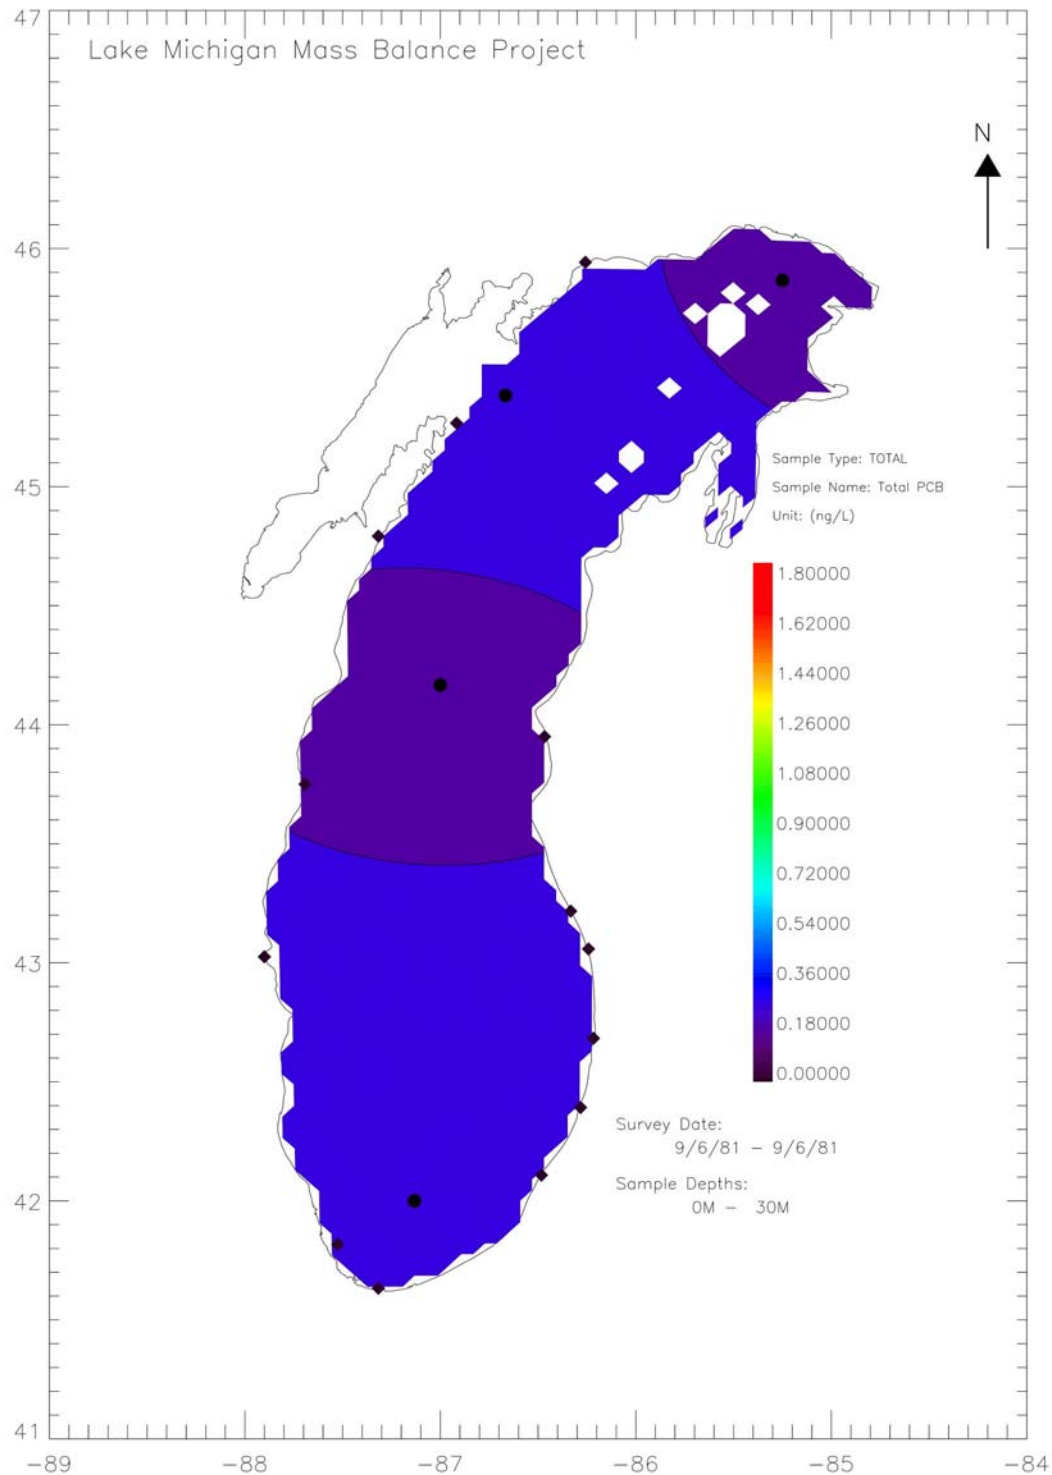 47
Lake Michigan Mass Balance Project
N
46
45
Sample Type: TOTAL
Sample Name: Total PCB
Unit: (ng/L)
1.80000
1.62000
1.44000
44
1.26000
1.08000
0.90000
0.72000
0.54000
43
0.36000
0.18000
0.00000
Survey Date:
9/6/81 - 9/6/81
Sample Depths:
0M - 30M
42
41
-89 -88 -87 -86 -85 -84